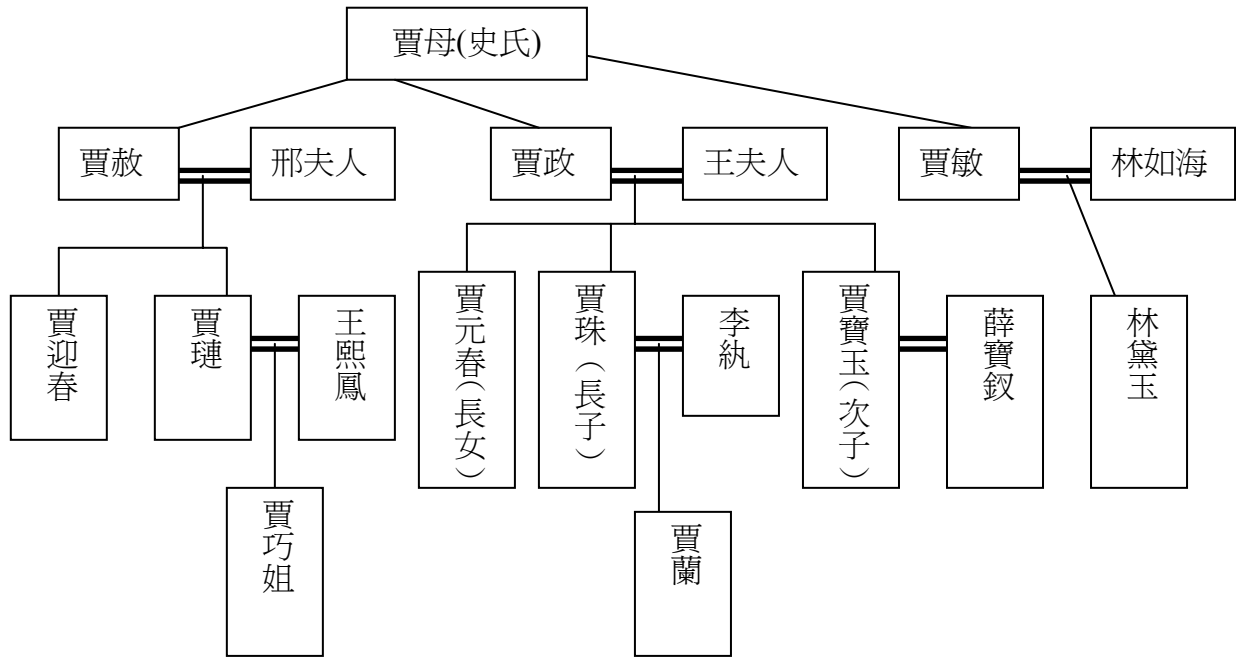 賈母(史氏)
賈赦
邢夫人
賈政
王夫人
賈敏
林如海
賈迎春
賈璉
王熙鳳
賈元春(長女)
賈珠(長子)
李紈
賈寶玉(次子)
薛寶釵
林黛玉
賈巧姐
賈蘭